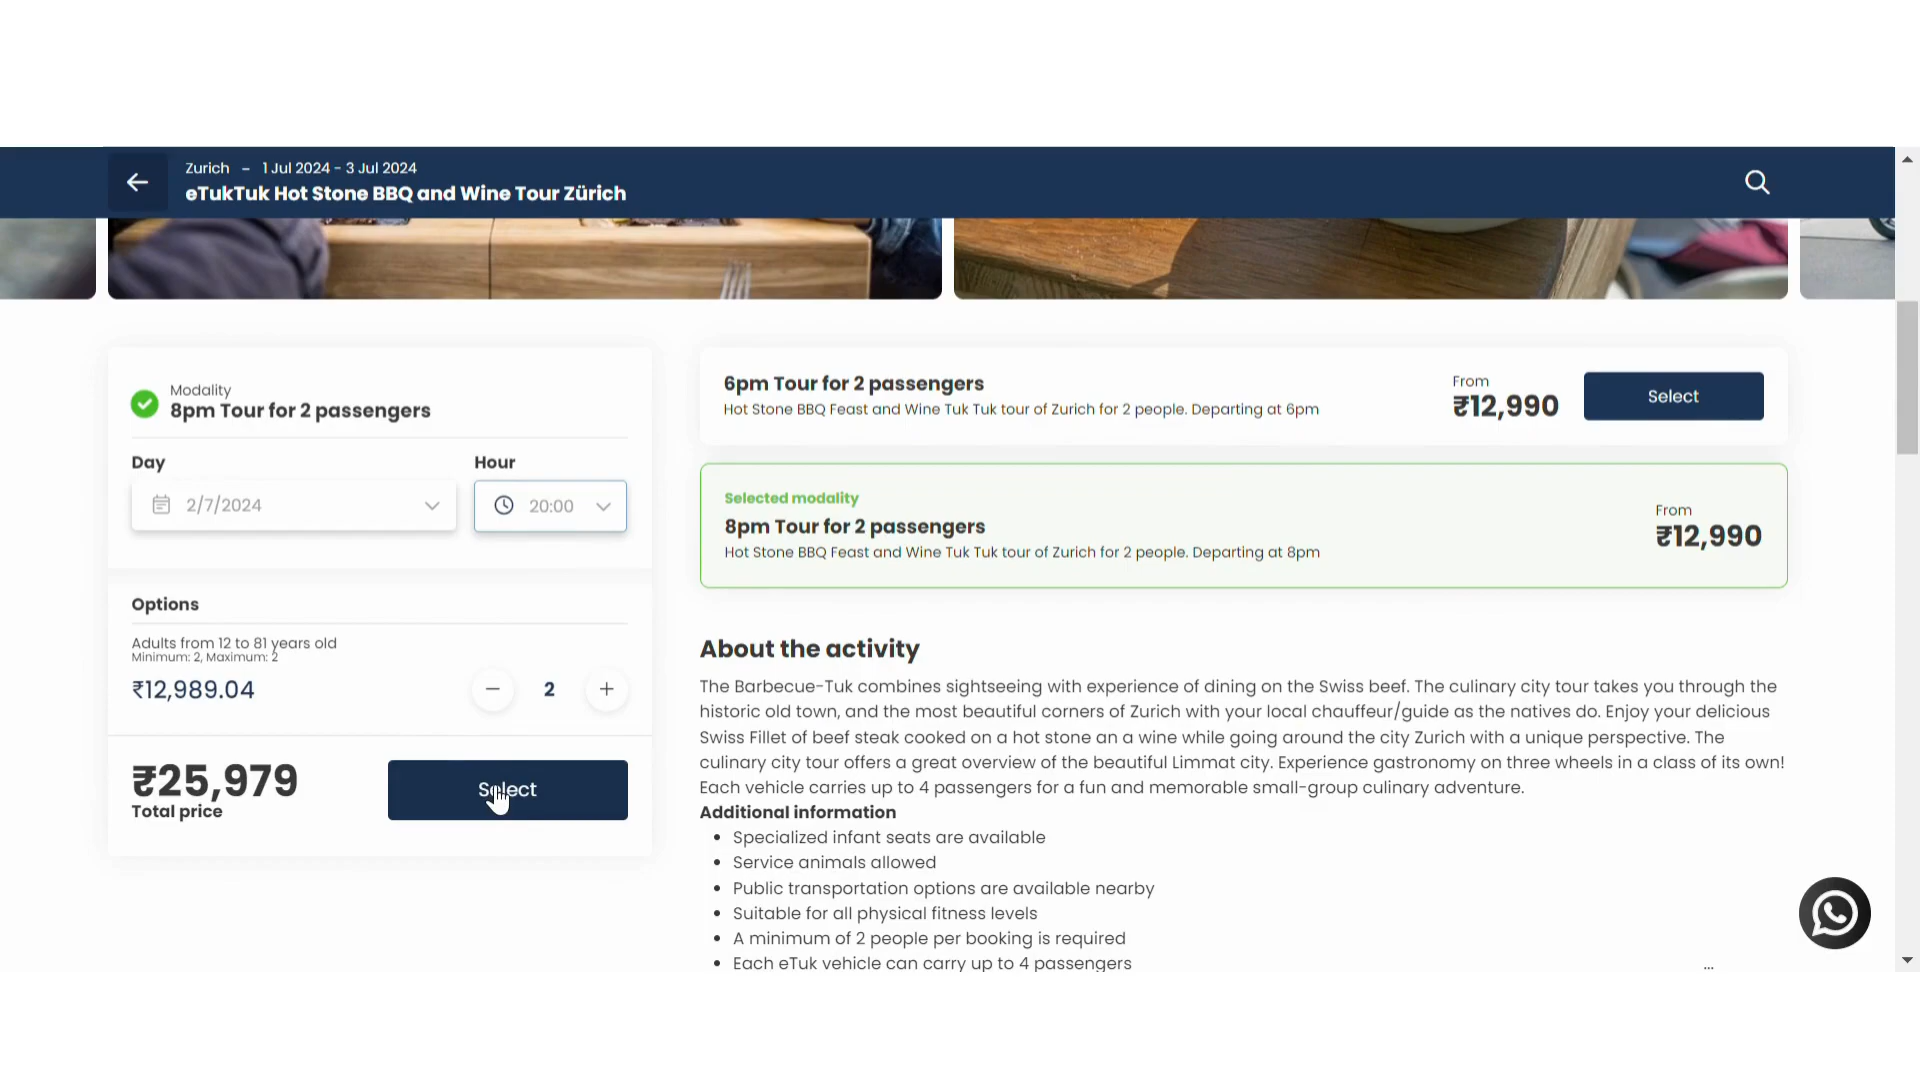 Zurich – 1 Jul 2024 - 3 Jul 2024
eTukTuk Hot Stone BBQ and Wine Tour Zürich
Modality
8pm Tour for 2 passengers
Day
Hour
2/7/2024
20:00
Options
Adults from 12 to 81 years old
Minimum: 2, Maximum: 2
₹12,989.04
2
₹25,979
Total price
Select
6pm Tour for 2 passengers
Hot Stone BBQ Feast and Wine Tuk Tuk tour of Zurich for 2 people. Departing at 6pm
From
₹12,990
Select
Selected modality
8pm Tour for 2 passengers
Hot Stone BBQ Feast and Wine Tuk Tuk tour of Zurich for 2 people. Departing at 8pm
From
₹12,990
About the activity
The Barbecue-Tuk combines sightseeing with experience of dining on the Swiss beef. The culinary city tour takes you through the
historic old town, and the most beautiful corners of Zurich with your local chauffeur/guide as the natives do. Enjoy your delicious
Swiss Fillet of beef steak cooked on a hot stone an a wine while going around the city Zurich with a unique perspective. The
culinary city tour offers a great overview of the beautiful Limmat city. Experience gastronomy on three wheels in a class of its own!
Each vehicle carries up to 4 passengers for a fun and memorable small-group culinary adventure.
Additional information
• Specialized infant seats are available
• Service animals allowed
• Public transportation options are available nearby
• Suitable for all physical fitness levels
• A minimum of 2 people per booking is required
• Each eTuk vehicle can carry up to 4 passengers
...